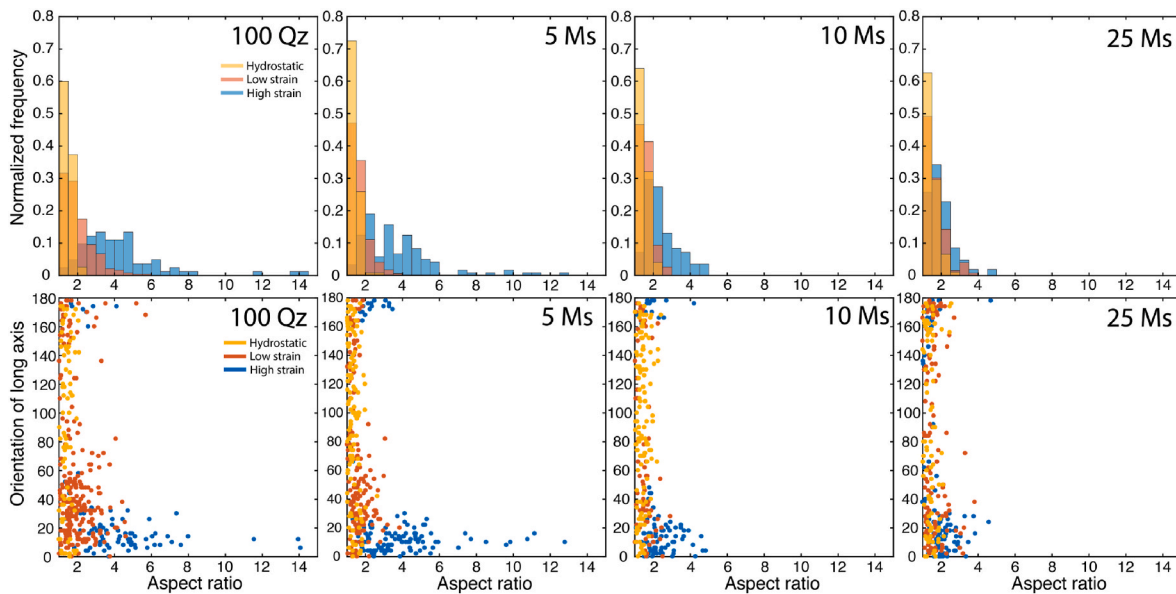 100 Qz
5 Ms
10 Ms
25 Ms
Normalized frequency
0.8
0.7
0.6
0.5
0.4
0.3
0.2
0.1
0
Hydrostatic
Low strain
High strain
2 4 6 8 10 12 14
0.8
0.7
0.6
0.5
0.4
0.3
0.2
0.1
0
2 4 6 8 10 12 14
0.8
0.7
0.6
0.5
0.4
0.3
0.2
0.1
0
2 4 6 8 10 12 14
0.8
0.7
0.6
0.5
0.4
0.3
0.2
0.1
0
2 4 6 8 10 12 14
100 Qz
5 Ms
10 Ms
25 Ms
Orientation of long axis
180
160
140
120
100
80
60
40
20
0
Hydrostatic
Low strain
High strain
2 4 6 8 10 12 14
Aspect ratio
180
160
140
120
100
80
60
40
20
0
2 4 6 8 10 12 14
Aspect ratio
180
160
140
120
100
80
60
40
20
0
2 4 6 8 10 12 14
Aspect ratio
180
160
140
120
100
80
60
40
20
0
2 4 6 8 10 12 14
Aspect ratio